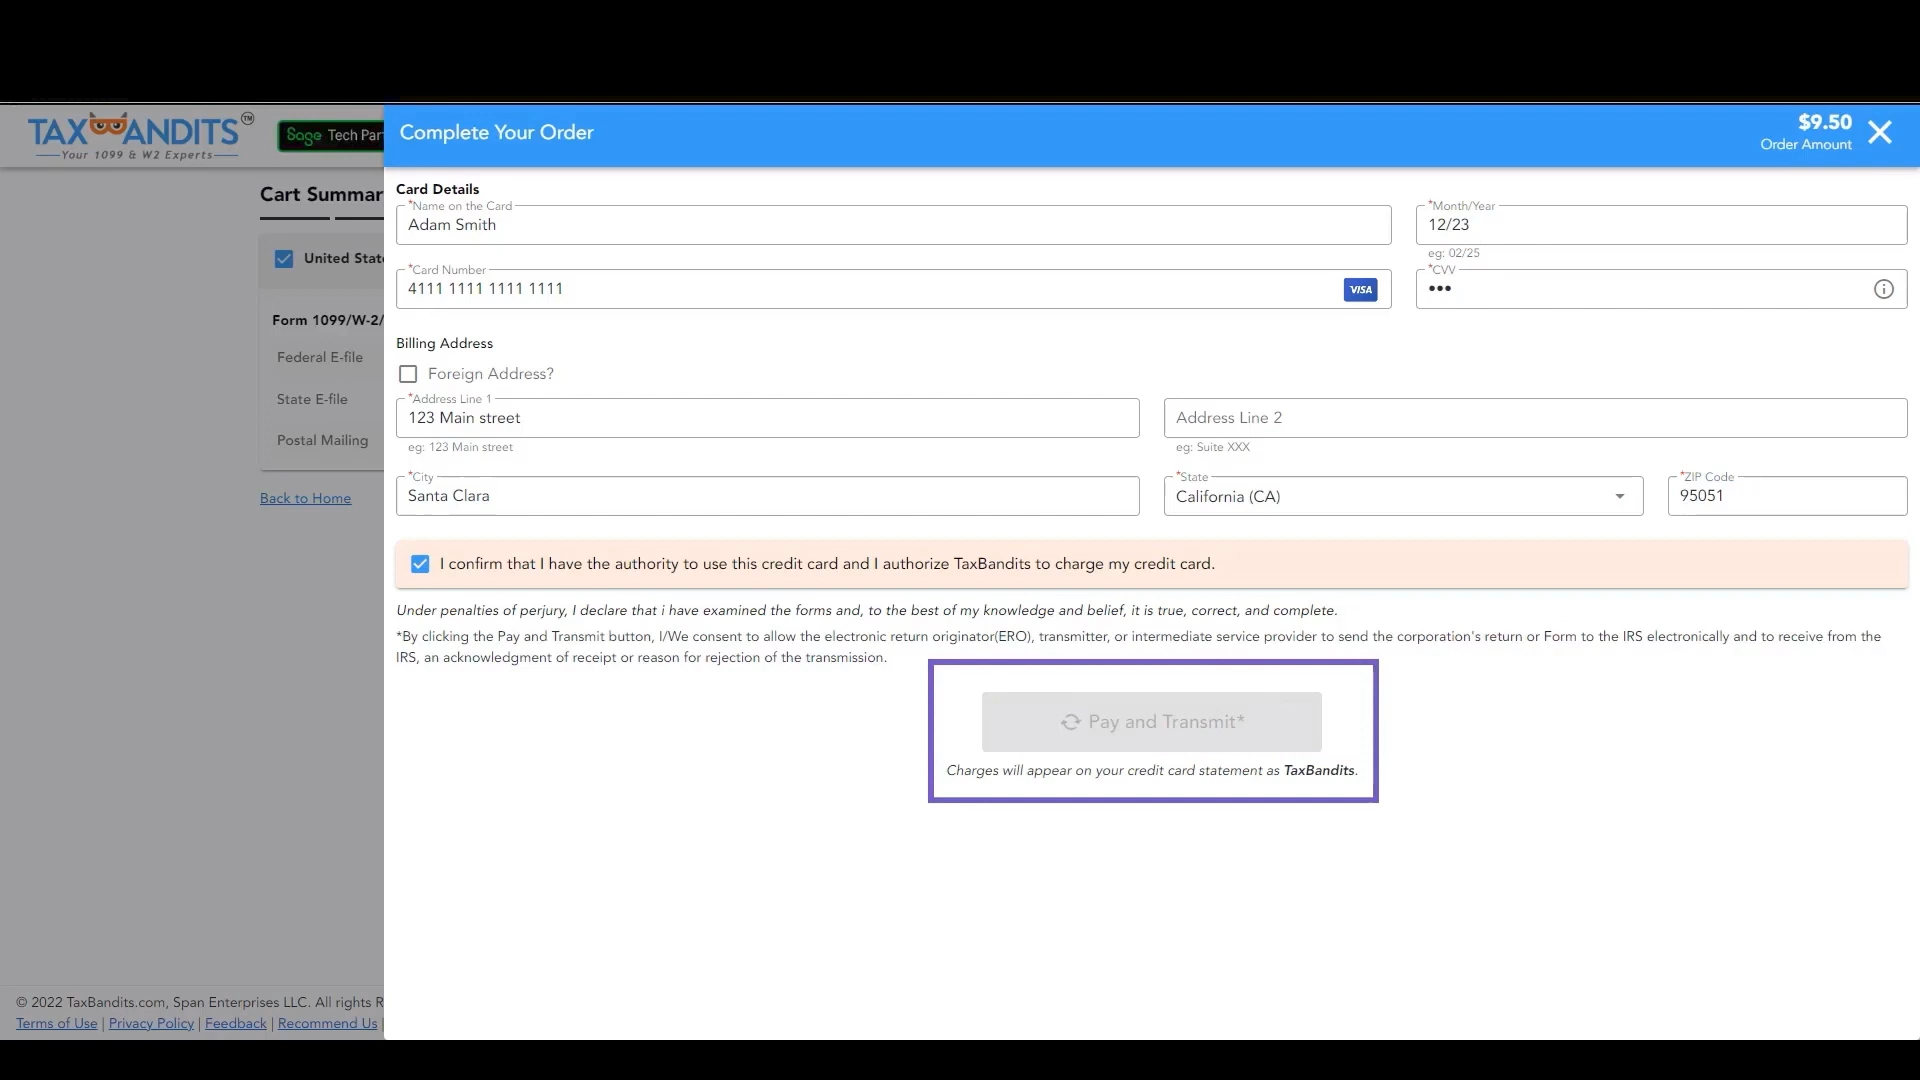 TAXBANDITS TM
Your 1099 & W2 Experts
Sage Tech Par
Complete Your Order
$9.50
Order Amount
Cart Summar
United State
Form 1099/W-2/
Federal E-file
State E-file
Postal Mailing
Back to Home
Card Details
*Name on the Card
Adam Smith
*Month/Year
12/23
eg: 02/25
*Card Number
4111 1111 1111 1111
VISA
*CVV
•••
Billing Address
Foreign Address?
*Address Line 1
123 Main street
eg: 123 Main street
Address Line 2
eg: Suite XXX
*City
Santa Clara
*State
California (CA)
*ZIP Code
95051
I confirm that I have the authority to use this credit card and I authorize TaxBandits to charge my credit card.
Under penalties of perjury, I declare that i have examined the forms and, to the best of my knowledge and belief, it is true, correct, and complete.
*By clicking the Pay and Transmit button, I/We consent to allow the electronic return originator(ERO), transmitter, or intermediate service provider to send the corporation's return or Form to the IRS electronically and to receive from the
IRS, an acknowledgment of receipt or reason for rejection of the transmission.
Pay and Transmit*
Charges will appear on your credit card statement as TaxBandits.
© 2022 TaxBandits.com, Span Enterprises LLC. All rights R
Terms of Use | Privacy Policy | Feedback | Recommend Us |